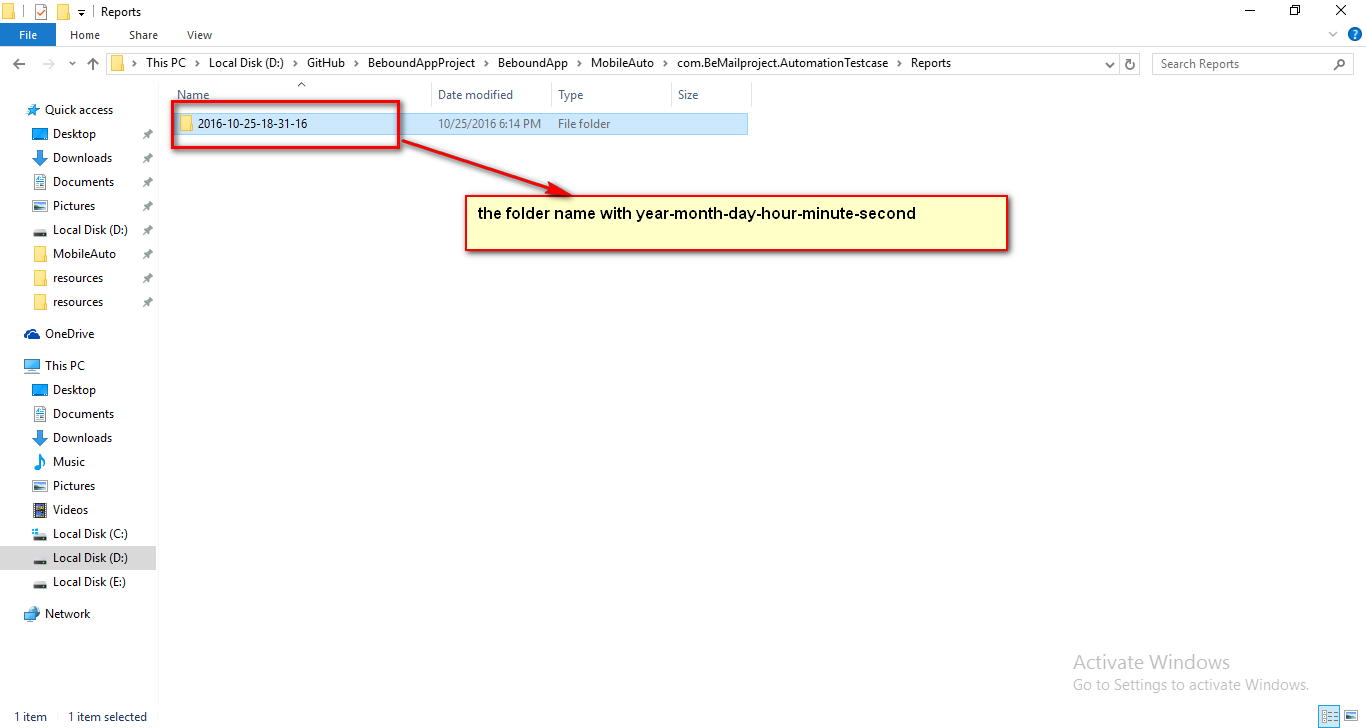 Reports
File Home Share View
This PC Local Disk (D:) GitHub BeboundAppProject BeboundApp MobileAuto com.BeMailproject.AutomationTestcase Reports
Search Reports
Name Date modified Type Size
2016-10-25-18-31-16 10/25/2016 6:14 PM File folder
the folder name with year-month-day-hour-minute-second
Quick access
Desktop
Downloads
Documents
Pictures
Local Disk (D:)
MobileAuto
resources
resources
OneDrive
This PC
Desktop
Documents
Downloads
Music
Pictures
Videos
Local Disk (C:)
Local Disk (D:)
Local Disk (E:)
Network
Activate Windows
Go to Settings to activate Windows.
1 item 1 item selected